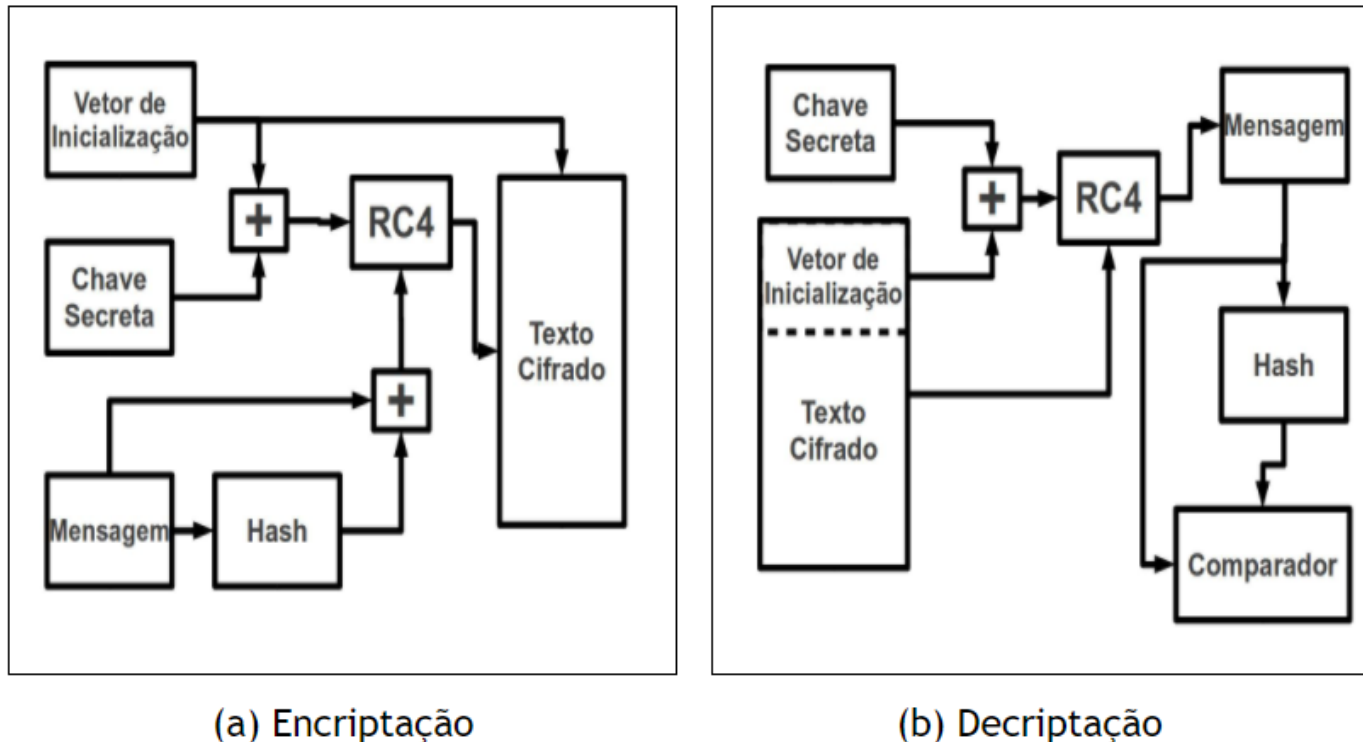 Vetor de
Inicialização
+
RC4
Chave
Secreta
Texto
Cifrado
+
Mensagem
Hash
(a) Encriptação
Chave
Secreta
Mensagem
+
RC4
Vetor de
Inicialização
Hash
Texto
Cifrado
Comparador
(b) Decriptação